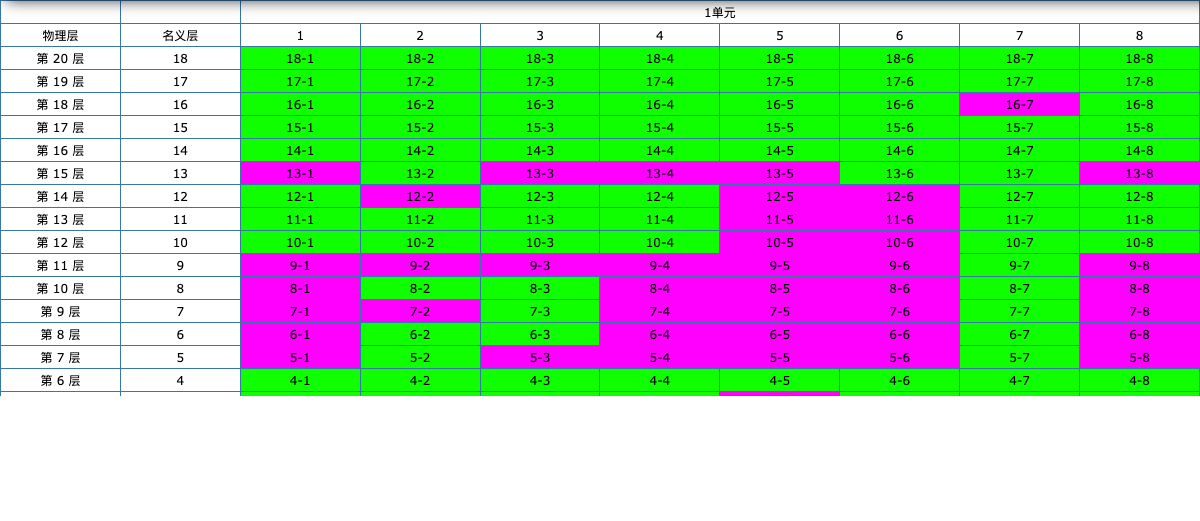 1单元
物理层 名义层 1 2 3 4 5 6 7 8
第 20 层 18 18-1 18-2 18-3 18-4 18-5 18-6 18-7 18-8
第 19 层 17 17-1 17-2 17-3 17-4 17-5 17-6 17-7 17-8
第 18 层 16 16-1 16-2 16-3 16-4 16-5 16-6 16-7 16-8
第 17 层 15 15-1 15-2 15-3 15-4 15-5 15-6 15-7 15-8
第 16 层 14 14-1 14-2 14-3 14-4 14-5 14-6 14-7 14-8
第 15 层 13 13-1 13-2 13-3 13-4 13-5 13-6 13-7 13-8
第 14 层 12 12-1 12-2 12-3 12-4 12-5 12-6 12-7 12-8
第 13 层 11 11-1 11-2 11-3 11-4 11-5 11-6 11-7 11-8
第 12 层 10 10-1 10-2 10-3 10-4 10-5 10-6 10-7 10-8
第 11 层 9 9-1 9-2 9-3 9-4 9-5 9-6 9-7 9-8
第 10 层 8 8-1 8-2 8-3 8-4 8-5 8-6 8-7 8-8
第 9 层 7 7-1 7-2 7-3 7-4 7-5 7-6 7-7 7-8
第 8 层 6 6-1 6-2 6-3 6-4 6-5 6-6 6-7 6-8
第 7 层 5 5-1 5-2 5-3 5-4 5-5 5-6 5-7 5-8
第 6 层 4 4-1 4-2 4-3 4-4 4-5 4-6 4-7 4-8